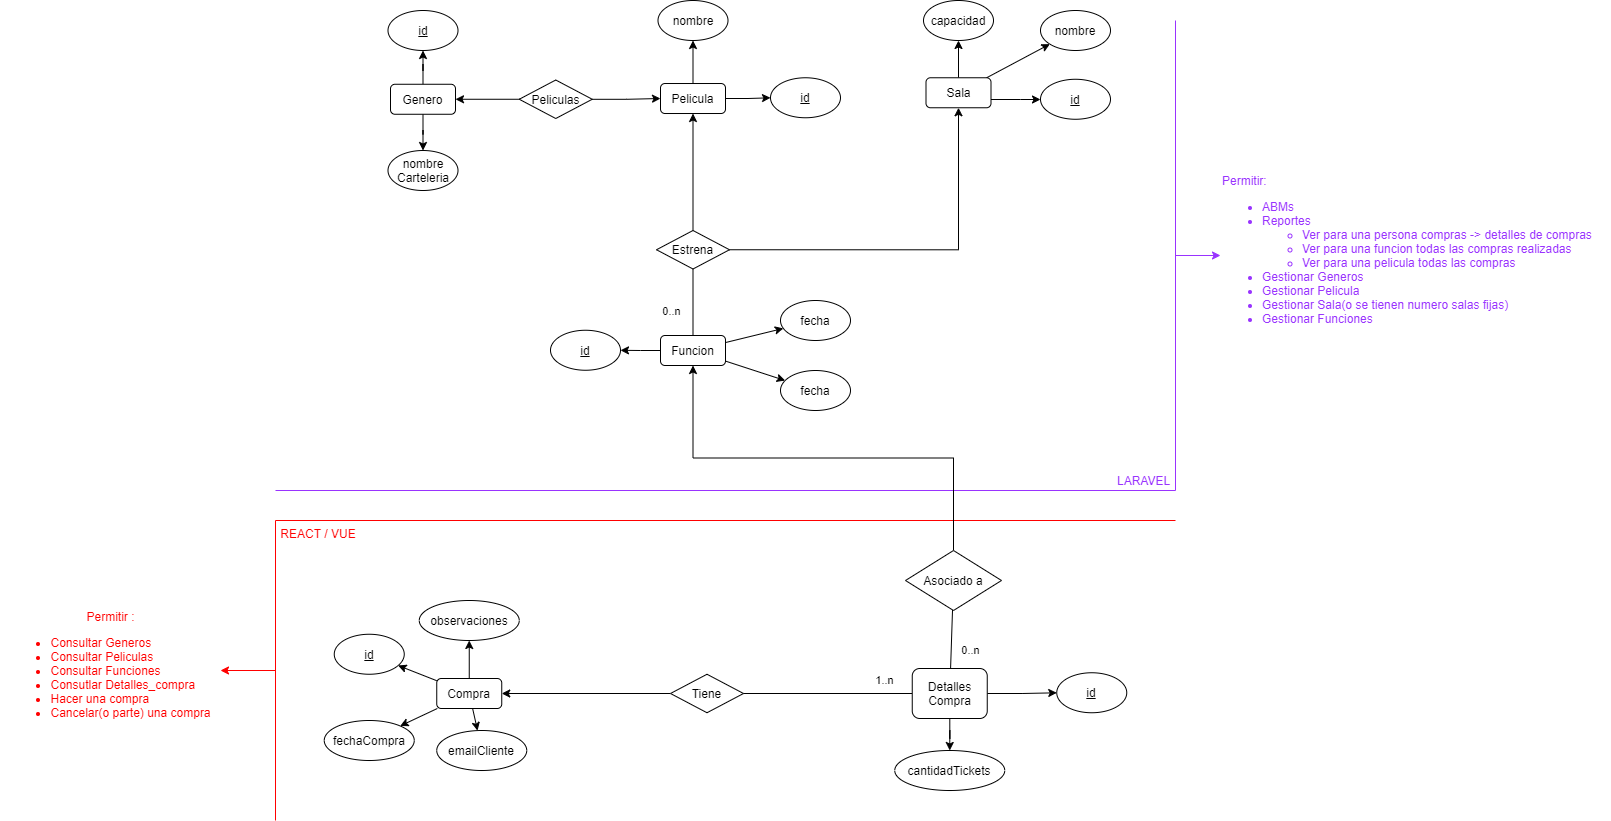 id
nombre
capacidad
nombre
Genero
Peliculas
Pelicula
id
Sala
id
nombre
Carteleria
Permitir:
ABMs
Reportes
Ver para una persona compras -> detalles de compras
Ver para una funcion todas las compras realizadas
Ver para una pelicula todas las compras
Gestionar Generos
Gestionar Pelicula
Gestionar Sala(o se tienen numero salas fijas)
Gestionar Funciones
Estrena
0..n
fecha
id
Funcion
fecha
LARAVEL
REACT / VUE
Asociado a
Permitir :
Consultar Generos
Consultar Peliculas
Consultar Funciones
Consutlar Detalles_compra
Hacer una compra
Cancelar(o parte) una compra
observaciones
id
0..n
Compra
Tiene
1..n
Detalles
Compra
id
fechaCompra
emailCliente
cantidadTickets